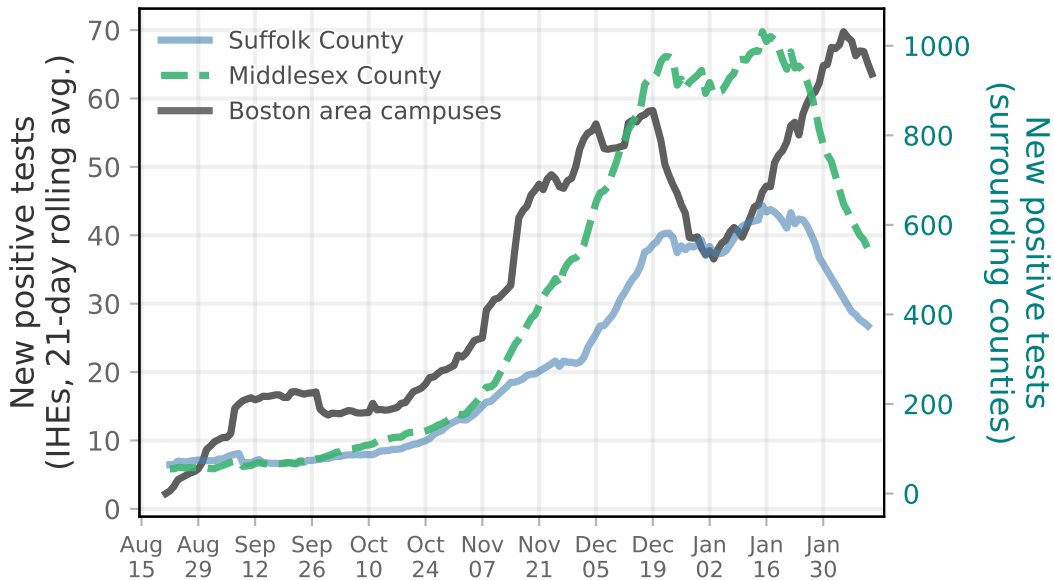 New positive tests
(IHEs, 21-day rolling avg.)
70
60
50
40
30
20
10
0
Suffolk County
Middlesex County
Boston area campuses
1000
800
600
400
200
0
New positive tests
(surrounding counties)
Aug Aug Sep Sep Oct Oct Nov Nov Dec Dec Jan Jan Jan
15 29 12 26 10 24 07 21 05 19 02 16 30